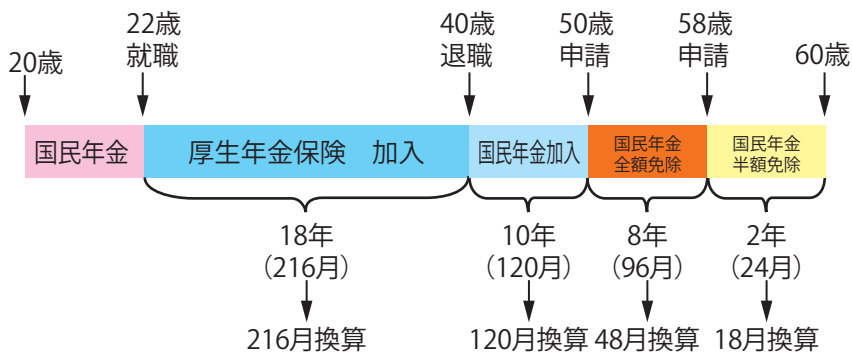 20歳
22歳
就職
40歳
退職
50歳
申請
58歳
申請
60歳
国民年金
厚生年金保険　加入
国民年金加入
国民年金
全額免除
国民年金
半額免除
18年
（216月）
10年
（120月）
8年
（96月）
2年
（24月）
216月換算
120月換算
48月換算
18月換算